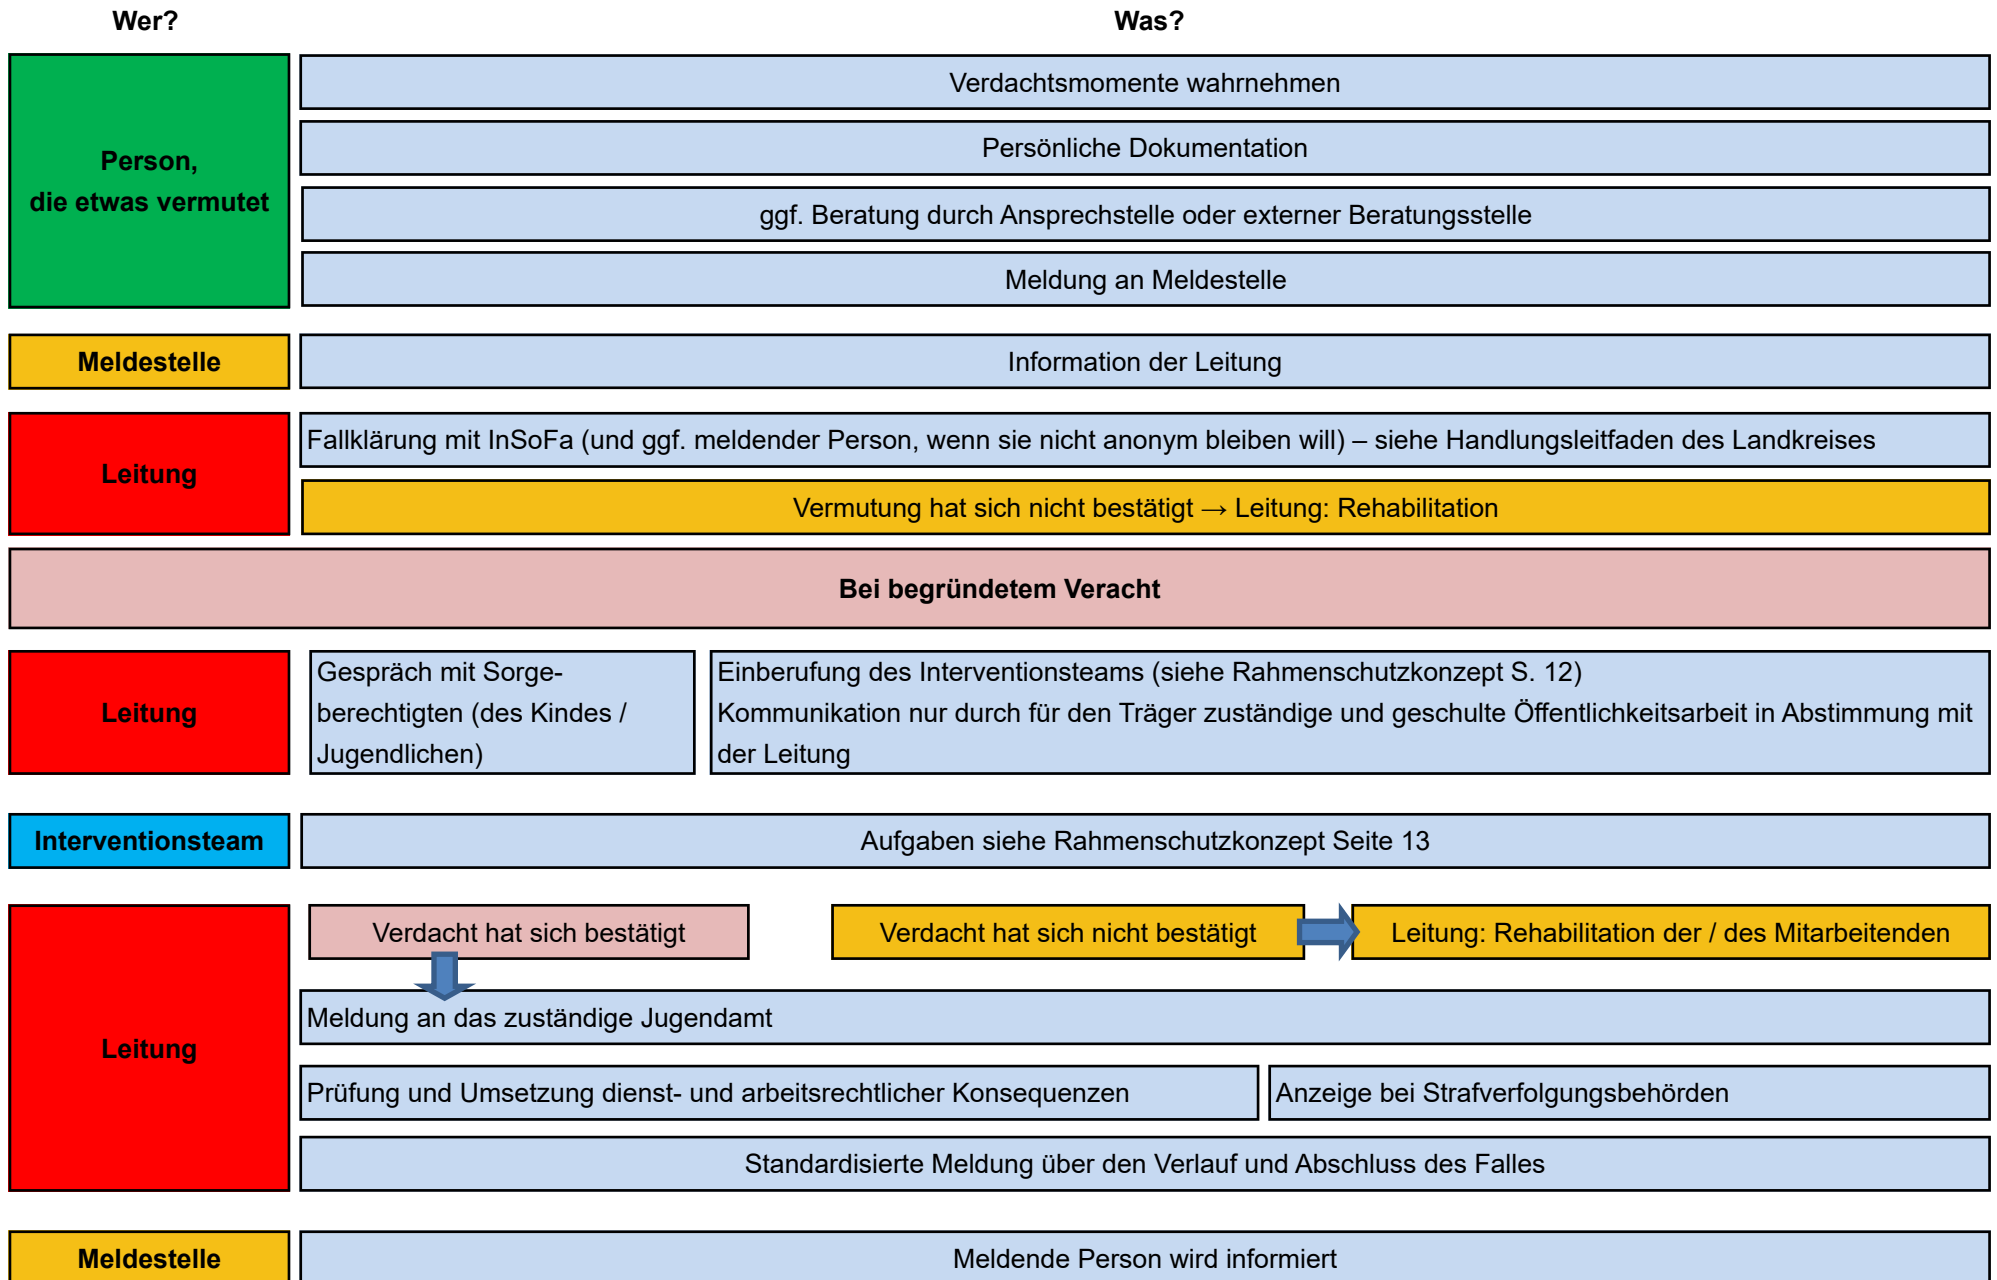 Wer?
Was?
Person,
die etwas vermutet
Verdachtsmomente wahrnehmen
Persönliche Dokumentation
ggf. Beratung durch Ansprechstelle oder externer Beratungsstelle
Meldung an Meldestelle
Meldestelle
Information der Leitung
Leitung
Fallklärung mit InSoFa (und ggf. meldender Person, wenn sie nicht anonym bleiben will) – siehe Handlungsleitfaden des Landkreises
Vermutung hat sich nicht bestätigt → Leitung: Rehabilitation
Bei begründetem Veracht
Leitung
Gespräch mit Sorge-
berechtigten (des Kindes /
Jugendlichen)
Einberufung des Interventionsteams (siehe Rahmenschutzkonzept S. 12)
Kommunikation nur durch für den Träger zuständige und geschulte Öffentlichkeitsarbeit in Abstimmung mit
der Leitung
Interventionsteam
Aufgaben siehe Rahmenschutzkonzept Seite 13
Leitung
Verdacht hat sich bestätigt
Verdacht hat sich nicht bestätigt
Leitung: Rehabilitation der / des Mitarbeitenden
Meldung an das zuständige Jugendamt
Prüfung und Umsetzung dienst- und arbeitsrechtlicher Konsequenzen
Anzeige bei Strafverfolgungsbehörden
Standardisierte Meldung über den Verlauf und Abschluss des Falles
Meldestelle
Meldende Person wird informiert